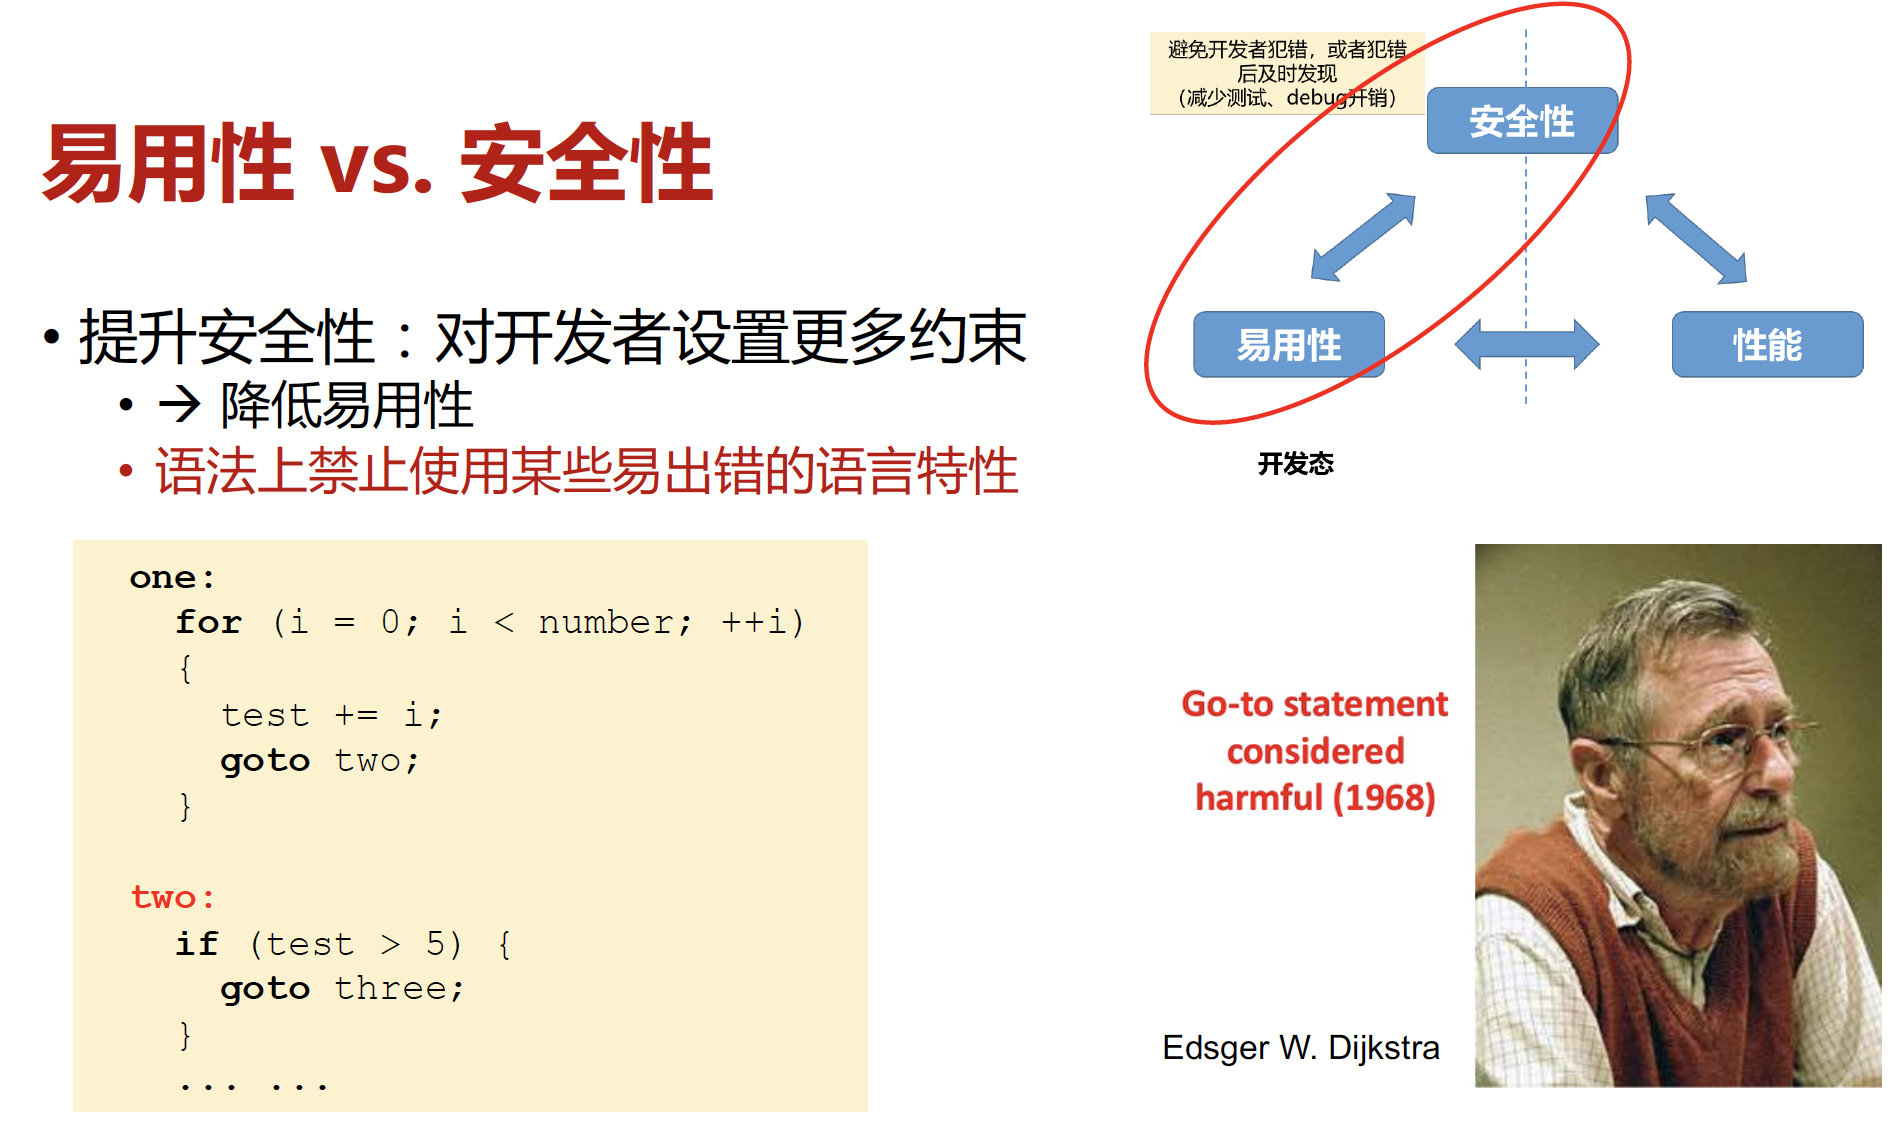 易用性 vs. 安全性
• 提升安全性：对开发者设置更多约束
• → 降低易用性
• 语法上禁止使用某些易出错的语言特性
one:
for (i = 0; i < number; ++i)
{
test += i;
goto two;
}
two:
if (test > 5) {
goto three;
}
... ...
避免开发者犯错，或者犯错
后及时发现
（减少测试、debug开销）
安全性
易用性
性能
开发态
Go-to statement
considered
harmful (1968)
Edsger W. Dijkstra